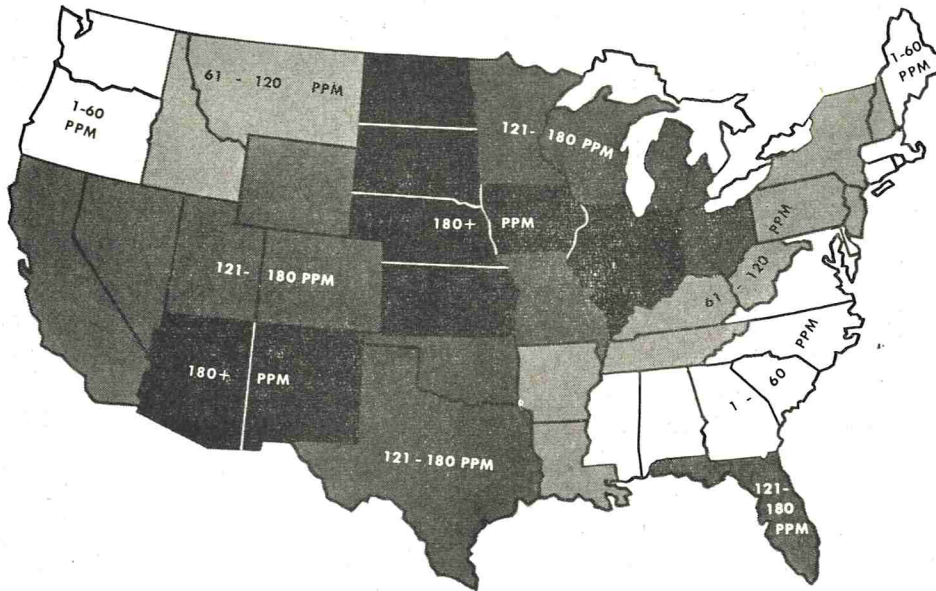 1-60
PPM
61 - 120 PPM
121- 180 PPM
1-60
PPM
180+ PPM
PPM
61 - 120
121- 180 PPM
PPM
1 - 60
180+ PPM
121 - 180 PPM
121-
180
PPM